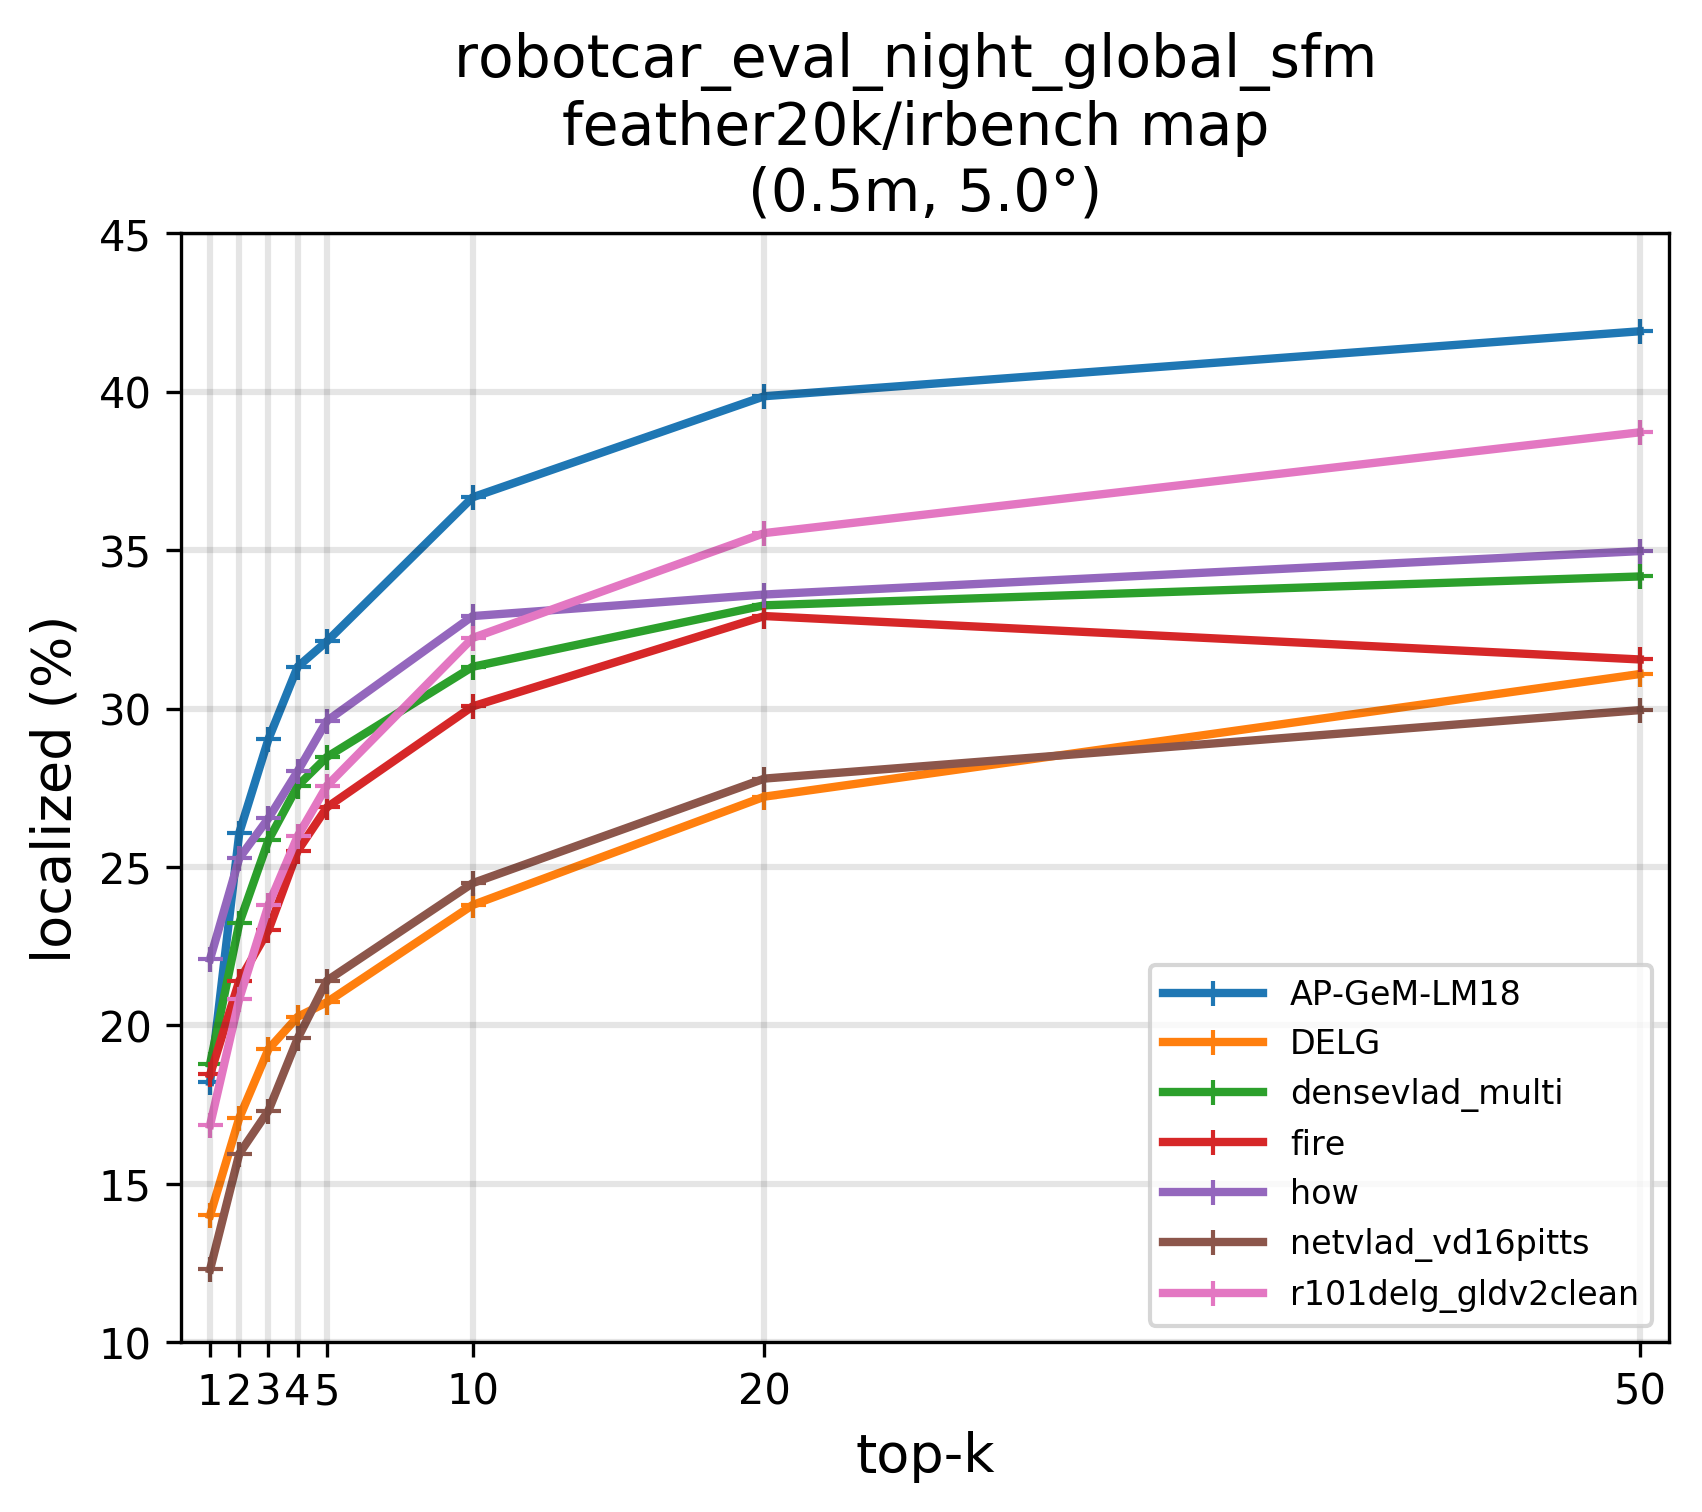 robotcar_eval_night_global_sfm
feather20k/irbench map
(0.5m, 5.0°)
45
40
35
30
25
20
15
10
localized (%)
AP-GeM-LM18
DELG
densevlad_multi
fire
how
netvlad_vd16pitts
r101delg_gldv2clean
1 2 3 4 5 10 20 50
top-k